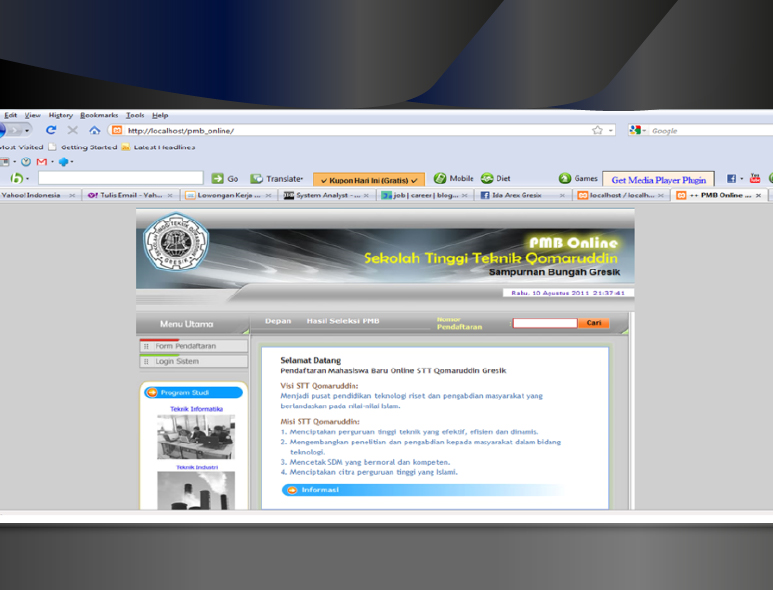 Edit View History Bookmarks Tools Help
http://localhost/pmb_online/
Google
Most Visited Getting Started Latest Headlines
Go Translate ✓ Kupon Hari Ini (Gratis) ✓ Mobile Diet Games Get Media Player Plugin
Yahoo! Indonesia Tulis Email - Yah... Lowongan Kerja ... System Analyst - ... job | career | blog... Ida Arex Gresix localhost / localh... ++ PMB Online ...
PMB Online
Sekolah Tinggi Teknik Qomaruddin
Sampurnan Bungah Gresik
Rabu, 10 Agustus 2011 21:37:41
Menu Utama
Depan Hasil Seleksi PMB
Nomor
Pendaftaran
Cari
Form Pendaftaran
Login Sistem
Program Studi
Teknik Informatika
Teknik Industri
Selamat Datang
Pendaftaran Mahasiswa Baru Online STT Qomaruddin Gresik
Visi STT Qomaruddin:
Menjadi pusat pendidikan teknologi riset dan pengabdian masyarakat yang
berlandaskan pada nilai-nilai Islam.
Misi STT Qomaruddin:
1. Menciptakan perguruan tinggi teknik yang efektif, efisien dan dinamis.
2. Mengembangkan penelitian dan pengabdian kepada masyarakat dalam bidang
teknologi.
3. Mencetak SDM yang bermoral dan kompeten.
4. Menciptakan citra perguruan tinggi yang Islami.
Informasi